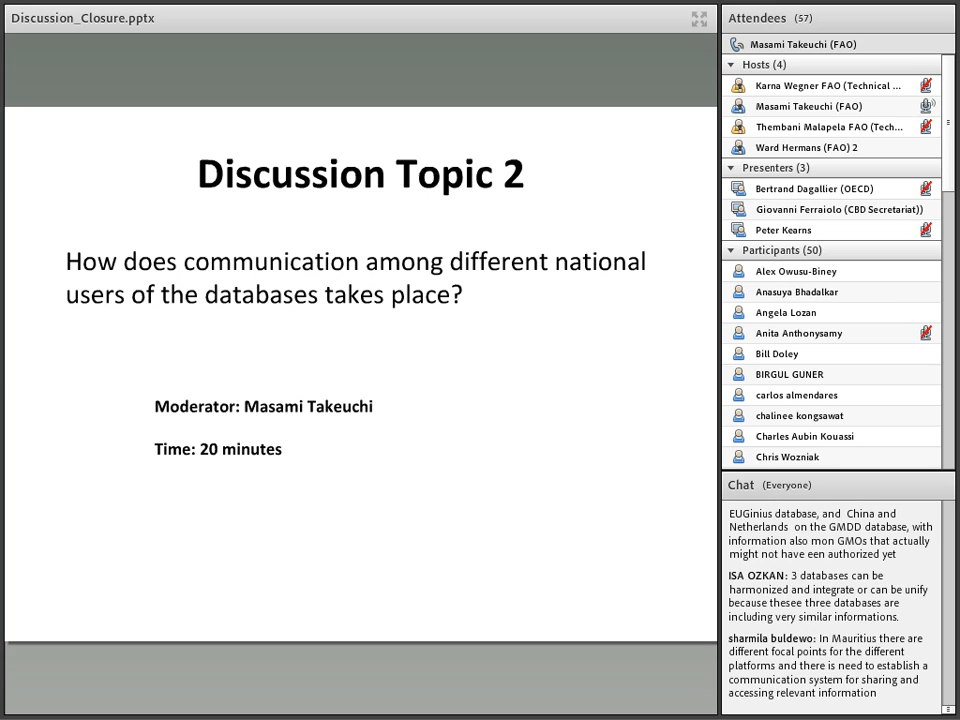 Discussion_Closure.pptx
Discussion Topic 2
How does communication among different national
users of the databases takes place?
Moderator: Masami Takeuchi
Time: 20 minutes
Attendees (57)
Masami Takeuchi (FAO)
Hosts (4)
Karna Wegner FAO (Technical ...
Masami Takeuchi (FAO)
Thembani Malapela FAO (Tech...
Ward Hermans (FAO) 2
Presenters (3)
Bertrand Dagallier (OECD)
Giovanni Ferraiolo (CBD Secretariat))
Peter Kearns
Participants (50)
Alex Owusu-Biney
Anasuya Bhadalkar
Angela Lozan
Anita Anthonysamy
Bill Doley
BIRGUL GUNER
carlos almendares
chalinee kongsawat
Charles Aubin Kouassi
Chris Wozniak
Chat (Everyone)
EUGinius database, and China and
Netherlands on the GMDD database, with
information also mon GMOs that actually
might not have een authorized yet
ISA OZKAN: 3 databases can be
harmonized and integrate or can be unify
because thesee three databases are
including very similar informations.
sharmila buldewo: In Mauritius there are
different focal points for the different
platforms and there is need to establish a
communication system for sharing and
accessing relevant information